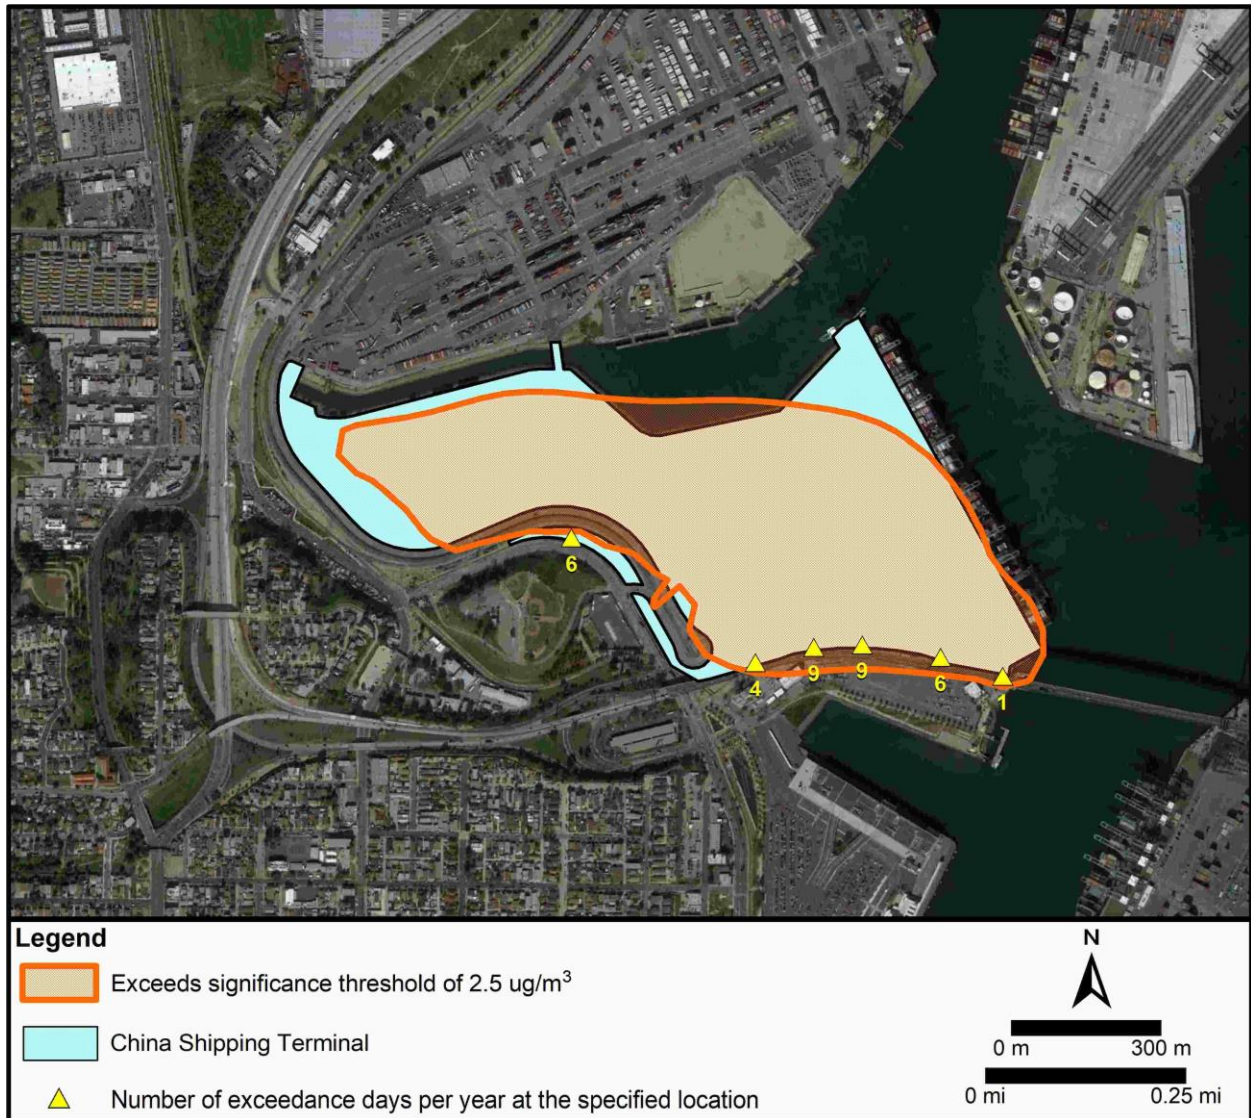 6
4
9
9
6
1
Legend
Exceeds significance threshold of 2.5 ug/m³
China Shipping Terminal
Number of exceedance days per year at the specified location
N
0 m 300 m
0 mi 0.25 mi